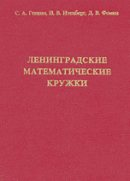 С. А. Генкин, И. В. Итенберг, Д. В. Фомин
ЛЕНИНГРАДСКИЕ
МАТЕМАТИЧЕСКИЕ
КРУЖКИ